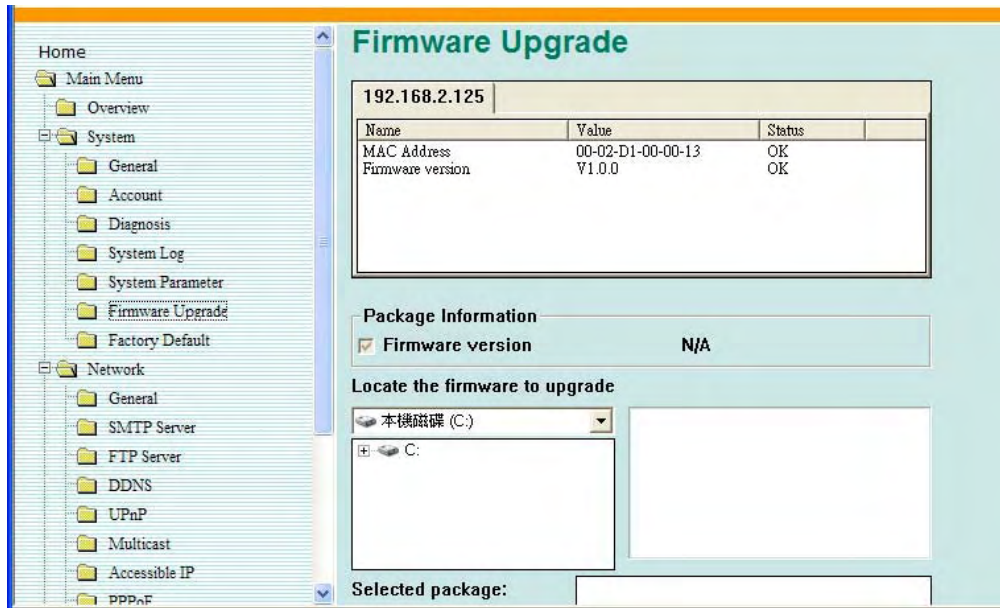 Home
Main Menu
Overview
System
General
Account
Diagnosis
System Log
System Parameter
Firmware Upgrade
Factory Default
Network
General
SMTP Server
FTP Server
DDNS
UPnP
Multicast
Accessible IP
PPPoE
Firmware Upgrade
192.168.2.125
Name Value Status
MAC Address 00-02-D1-00-00-13 OK
Firmware version V1.0.0 OK
Package Information
Firmware version N/A
Locate the firmware to upgrade
本機磁碟 (C:)
C:
Selected package: